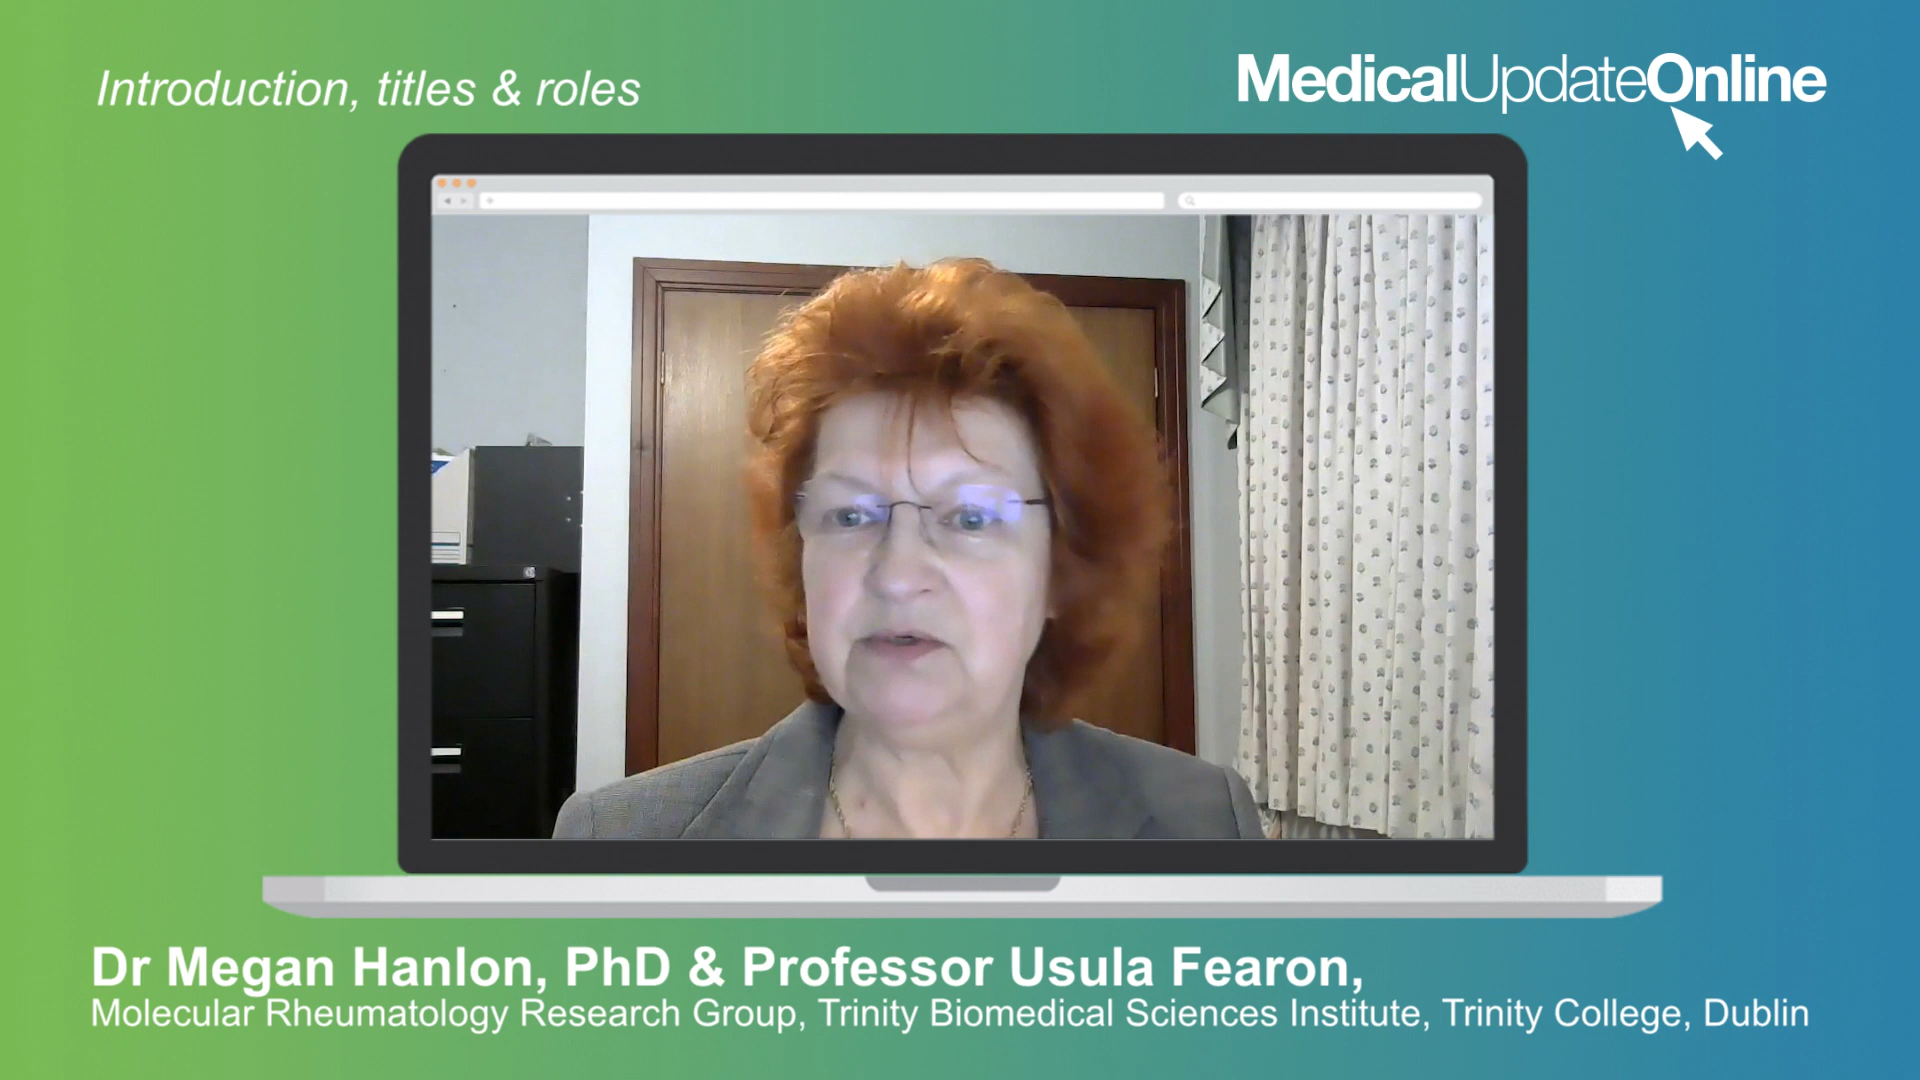 Introduction, titles & roles
MedicalUpdateOnline
Dr Megan Hanlon, PhD & Professor Usula Fearon,
Molecular Rheumatology Research Group, Trinity Biomedical Sciences Institute, Trinity College, Dublin